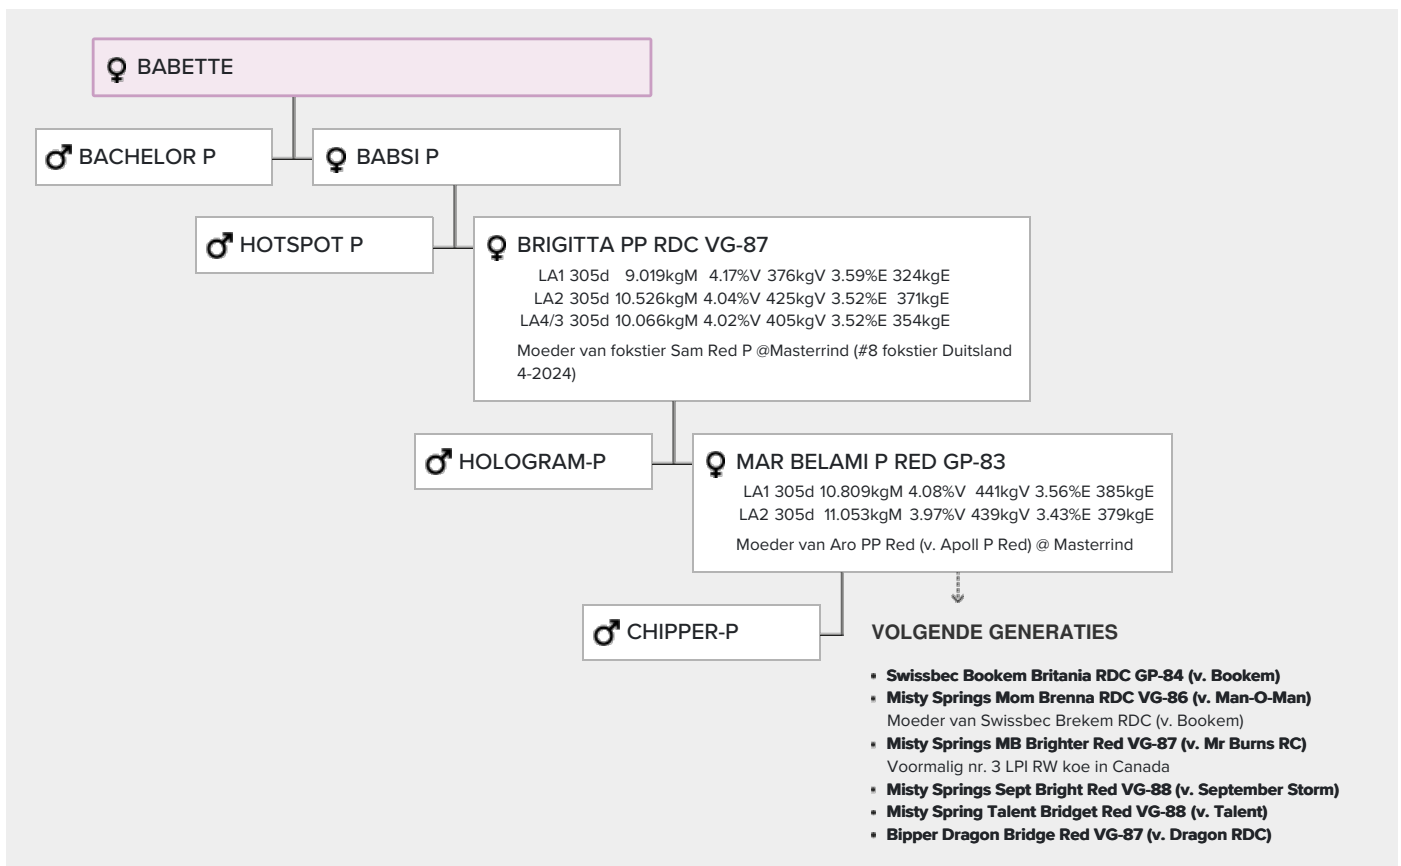 BABETTE
BACHELOR P
BABSI P
HOTSPOT P
BRIGITTA PP RDC VG-87
LA1 305d 9.019kgM 4.17%V 376kgV 3.59%E 324kgE
LA2 305d 10.526kgM 4.04%V 425kgV 3.52%E 371kgE
LA4/3 305d 10.066kgM 4.02%V 405kgV 3.52%E 354kgE
Moeder van fokstier Sam Red P @Masterrind (#8 fokstier Duitsland
4-2024)
HOLOGRAM-P
MAR BELAMI P RED GP-83
LA1 305d 10.809kgM 4.08%V 441kgV 3.56%E 385kgE
LA2 305d 11.053kgM 3.97%V 439kgV 3.43%E 379kgE
Moeder van Aro PP Red (v. Apoll P Red) @ Masterrind
CHIPPER-P
VOLGENDE GENERATIES
• Swissbec Bookem Britania RDC GP-84 (v. Bookem)
• Misty Springs Mom Brenna RDC VG-86 (v. Man-O-Man)
Moeder van Swissbec Brekem RDC (v. Bookem)
• Misty Springs MB Brighter Red VG-87 (v. Mr Burns RC)
Voormalig nr. 3 LPI RW koe in Canada
• Misty Springs Sept Bright Red VG-88 (v. September Storm)
• Misty Spring Talent Bridget Red VG-88 (v. Talent)
• Bipper Dragon Bridge Red VG-87 (v. Dragon RDC)